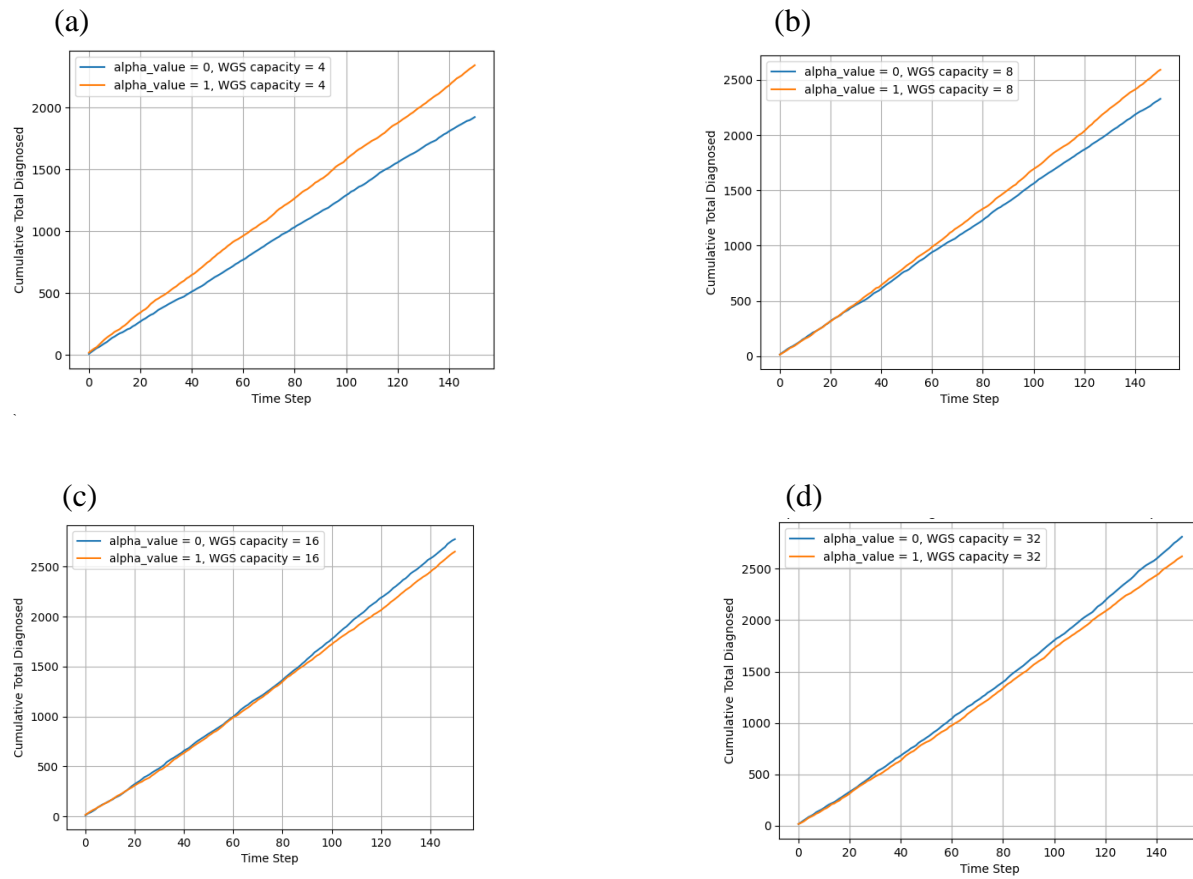 (a)
alpha_value = 0, WGS capacity = 4
alpha_value = 1, WGS capacity = 4
Cumulative Total Diagnosed
2000
1500
1000
500
0
0 20 40 60 80 100 120 140
Time Step
(b)
alpha_value = 0, WGS capacity = 8
alpha_value = 1, WGS capacity = 8
Cumulative Total Diagnosed
2500
2000
1500
1000
500
0
0 20 40 60 80 100 120 140
Time Step
(c)
alpha_value = 0, WGS capacity = 16
alpha_value = 1, WGS capacity = 16
Cumulative Total Diagnosed
2500
2000
1500
1000
500
0
0 20 40 60 80 100 120 140
Time Step
(d)
alpha_value = 0, WGS capacity = 32
alpha_value = 1, WGS capacity = 32
Cumulative Total Diagnosed
2500
2000
1500
1000
500
0
0 20 40 60 80 100 120 140
Time Step